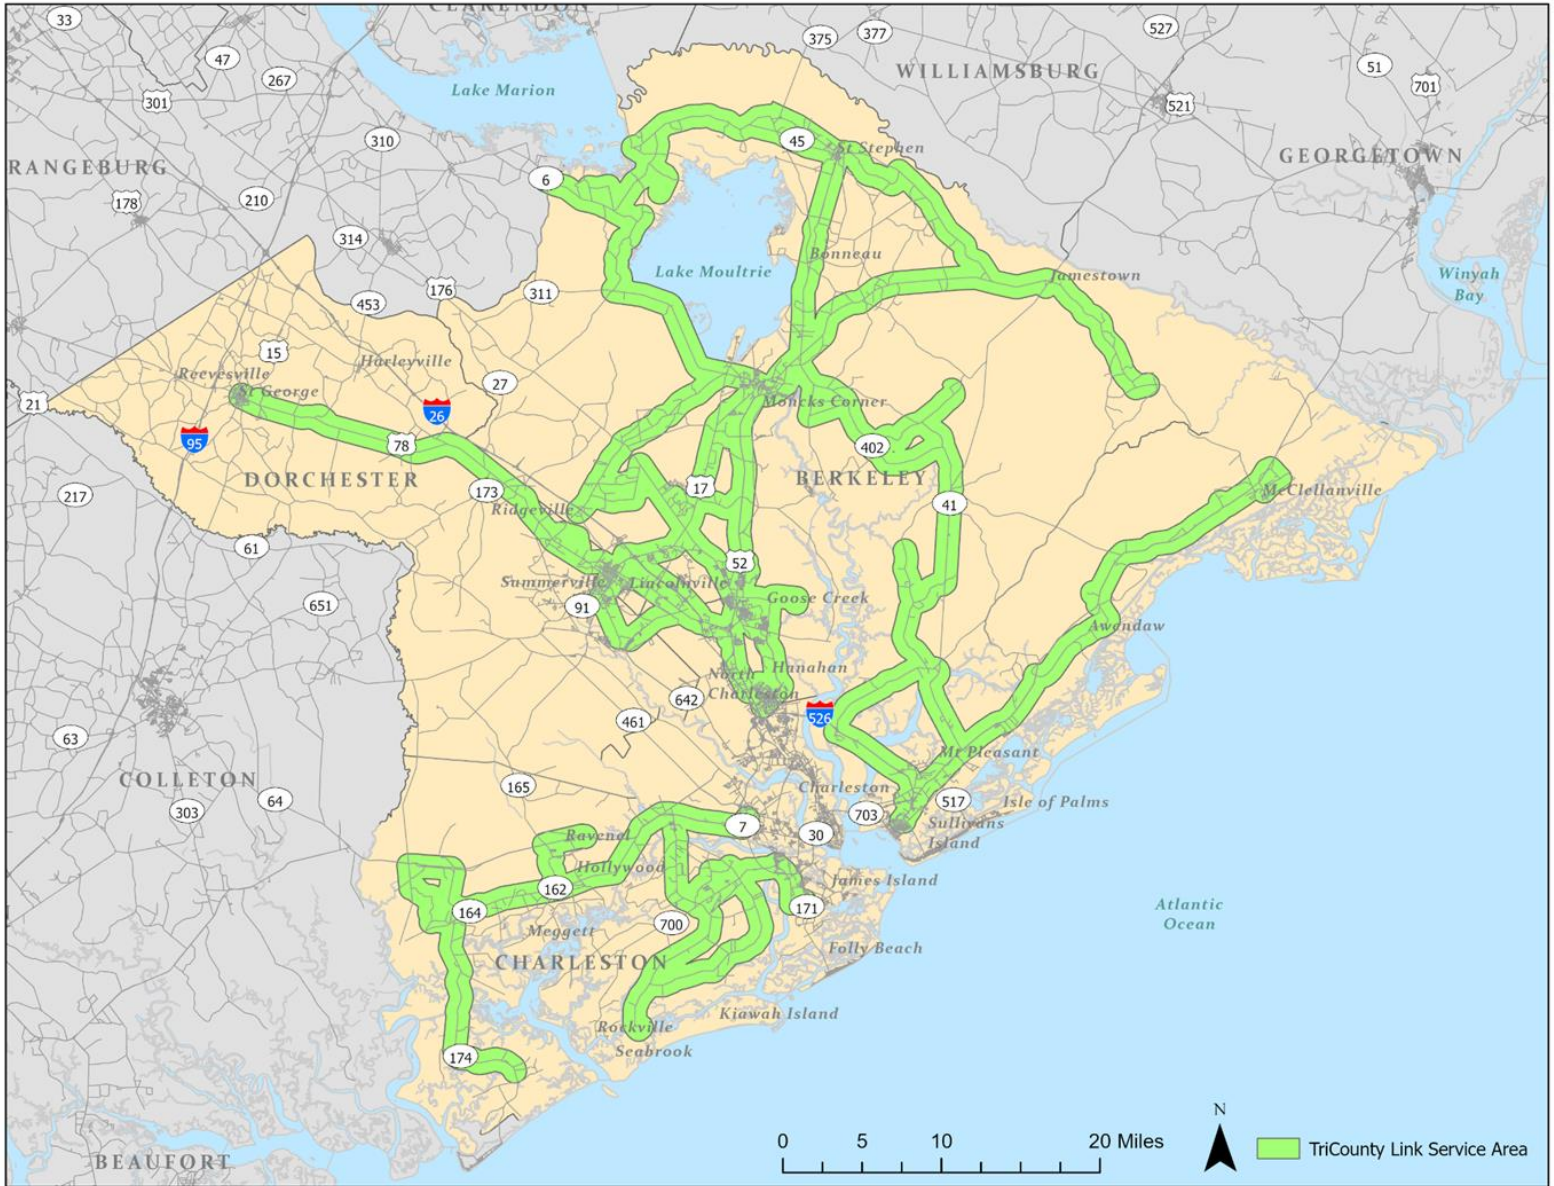 CLARENDON
33
375
377
527
47
267
51
WILLIAMSBURG
701
Lake Marion
301
521
310
45
St Stephen
GEORGETOWN
RANGEBURG
6
178
210
314
Bonneau
Lake Moultrie
Jamestown
Winyah
Bay
176
311
453
15
Harleyville
Reevesville
27
St George
21
26
Moncks Corner
95
78
402
DORCHESTER
BERKELEY
173
17
217
McClellanville
41
Ridgeville
61
52
Summerville
Lincolnville
Goose Creek
651
91
Awendaw
Hanahan
North
Charleston
642
526
461
63
Mt Pleasant
COLLETON
165
Charleston
64
517
Isle of Palms
303
703
7
30
Sullivans
Island
Ravenel
Hollywood
James Island
162
164
171
Atlantic
Ocean
700
Meggett
Folly Beach
CHARLESTON
Kiawah Island
Rockville
Seabrook
174
N
0 5 10 20 Miles
TriCounty Link Service Area
BEAUFORT